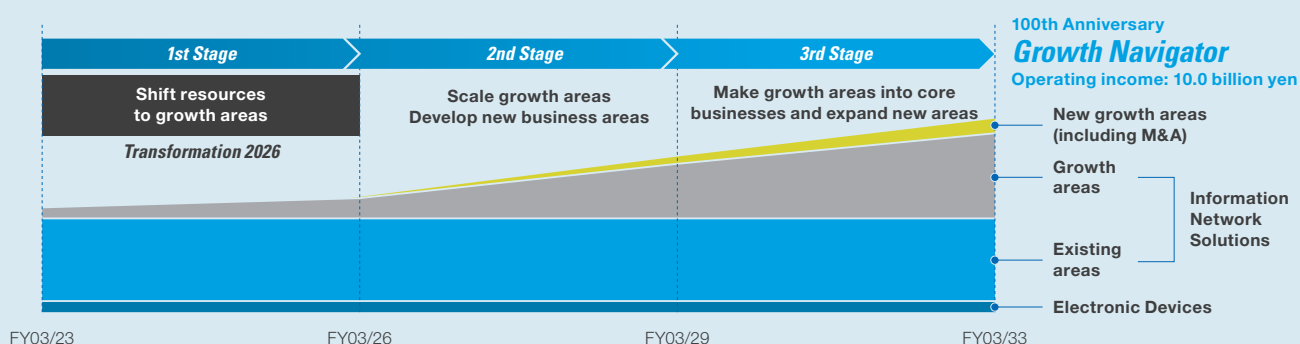 100th Anniversary
Growth Navigator
Operating income: 10.0 billion yen
1st Stage
2nd Stage
3rd Stage
Shift resources
to growth areas
Transformation 2026
Scale growth areas
Develop new business areas
Make growth areas into core
businesses and expand new areas
New growth areas
(including M&A)
Growth
areas
Existing
areas
Information
Network
Solutions
Electronic Devices
FY03/23
FY03/26
FY03/29
FY03/33